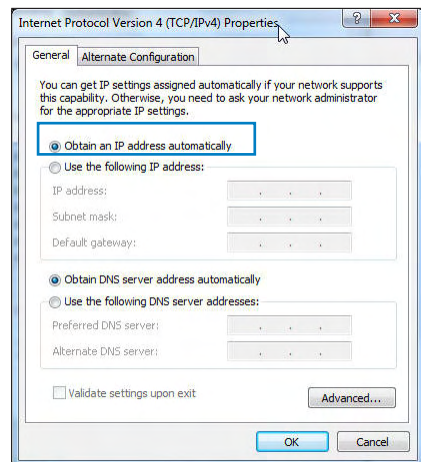 Internet Protocol Version 4 (TCP/IPv4) Properties
?
General
Alternate Configuration
You can get IP settings assigned automatically if your network supports
this capability. Otherwise, you need to ask your network administrator
for the appropriate IP settings.
Obtain an IP address automatically
Use the following IP address:
IP address:
Subnet mask:
Default gateway:
Obtain DNS server address automatically
Use the following DNS server addresses:
Preferred DNS server:
Alternate DNS server:
Validate settings upon exit
Advanced...
OK
Cancel